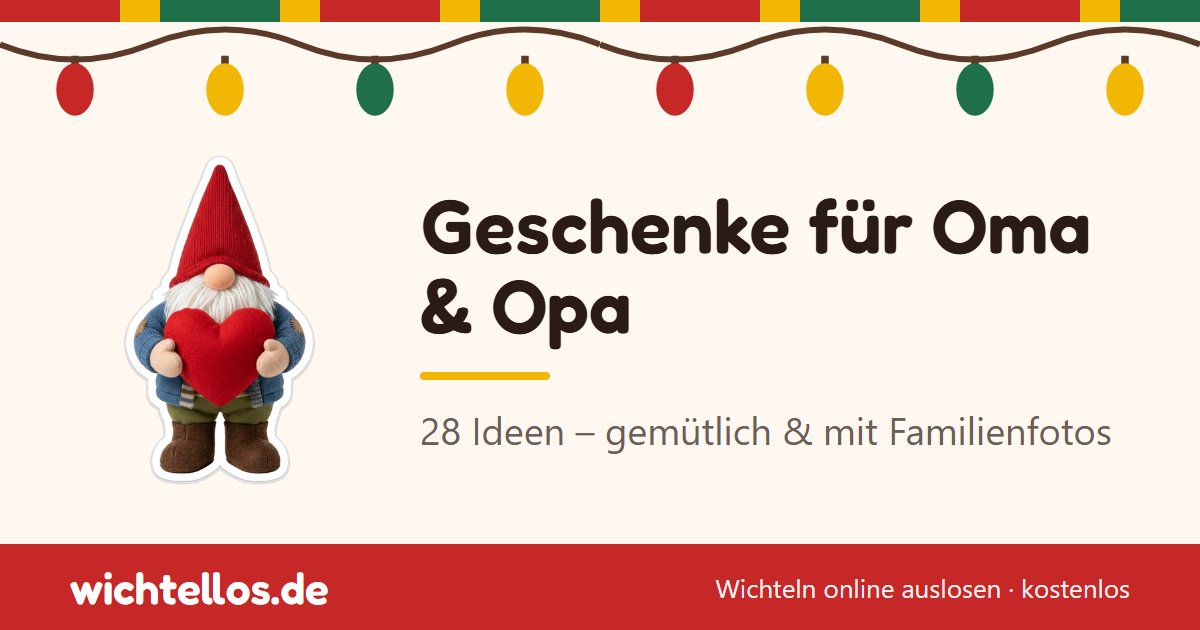 Geschenke für Oma
& Opa
28 Ideen – gemütlich & mit Familienfotos
wichtellos.de
Wichteln online auslosen · kostenlos